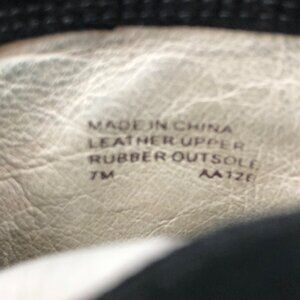 MADE IN CHINA
LEATHER UPPER
RUBBER OUTSOLE
7M